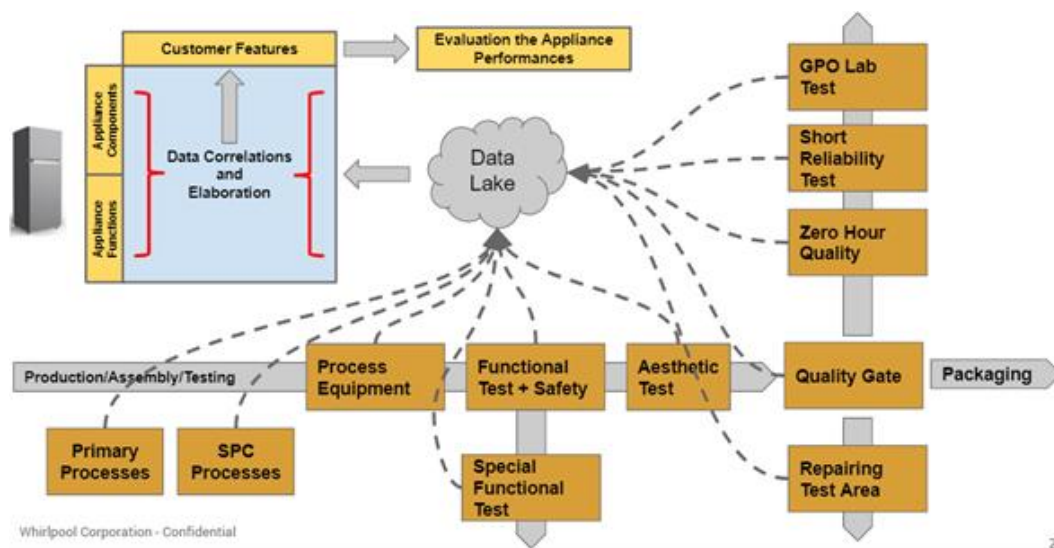 Customer Features
Evaluation the Appliance
Performances
Appliance
Components
Appliance
Functions
Data Correlations
and
Elaboration
Data
Lake
GPO Lab
Test
Short
Reliability
Test
Zero Hour
Quality
Production/Assembly/Testing
Process
Equipment
Functional
Test + Safety
Aesthetic
Test
Quality Gate
Packaging
Primary
Processes
SPC
Processes
Special
Functional
Test
Repairing
Test Area
Whirlpool Corporation - Confidential